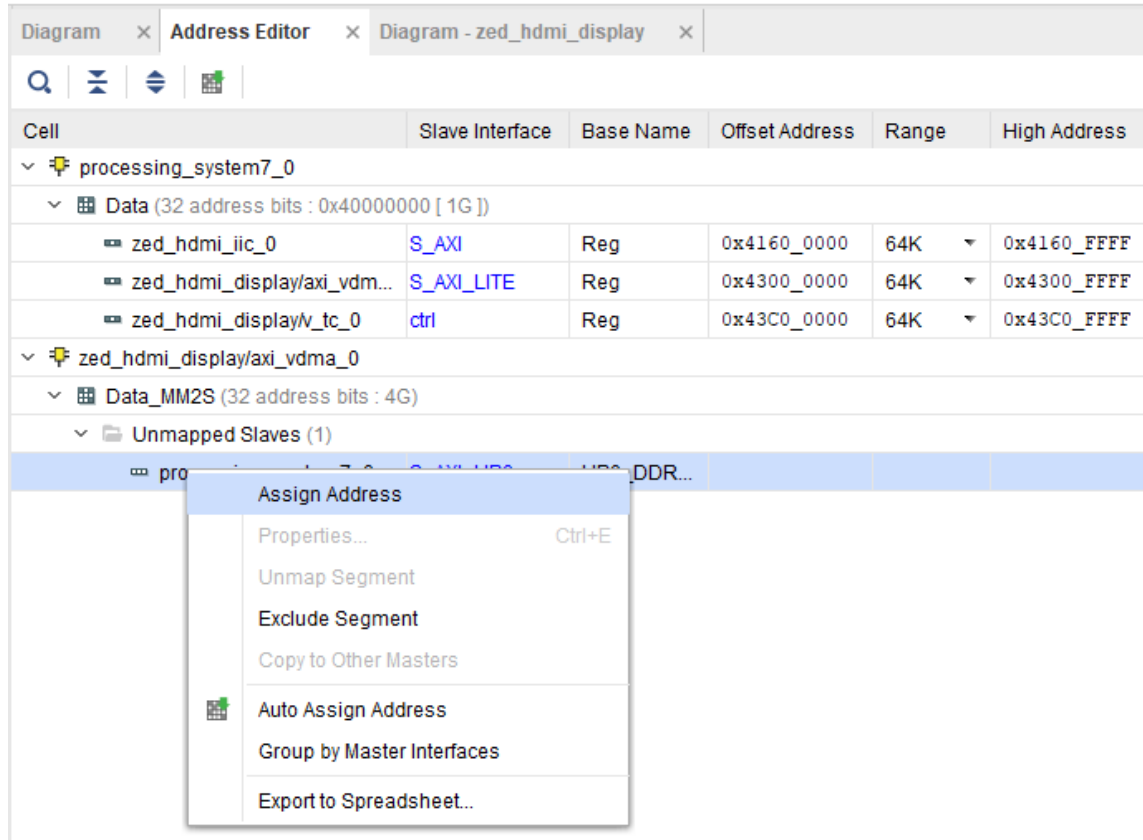 Diagram × Address Editor × Diagram - zed_hdmi_display ×
Cell Slave Interface Base Name Offset Address Range High Address
processing_system7_0
Data (32 address bits : 0x40000000 [ 1G ])
zed_hdmi_iic_0 S_AXI Reg 0x4160_0000 64K 0x4160_FFFF
zed_hdmi_display/axi_vdm... S_AXI_LITE Reg 0x4300_0000 64K 0x4300_FFFF
zed_hdmi_display/v_tc_0 ctrl Reg 0x43C0_0000 64K 0x43C0_FFFF
zed_hdmi_display/axi_vdma_0
Data_MM2S (32 address bits : 4G)
Unmapped Slaves (1)
_DDR...
Assign Address
Properties... Ctrl+E
Unmap Segment
Exclude Segment
Copy to Other Masters
Auto Assign Address
Group by Master Interfaces
Export to Spreadsheet...